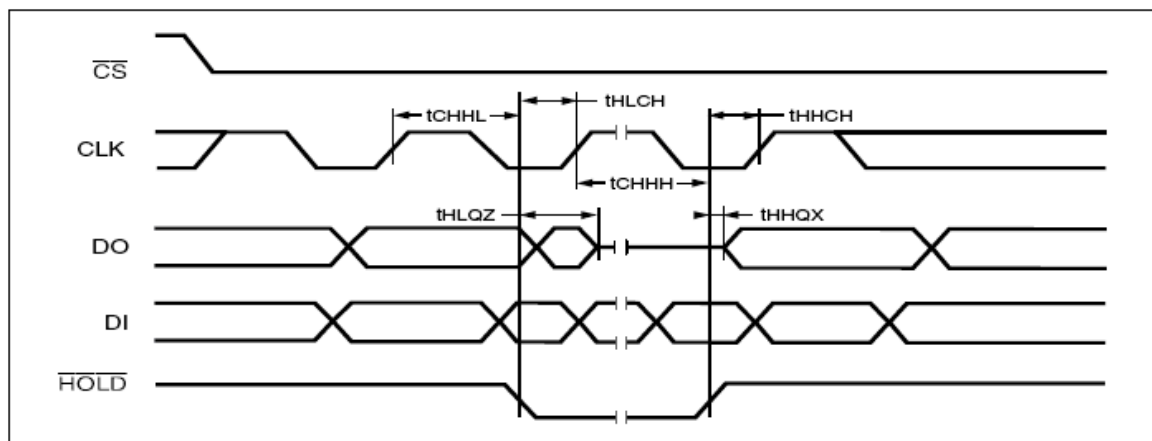 CS
tHLCH
tCHHL
tHHCH
CLK
tCHHH
tHLQZ
tHHQX
DO
DI
HOLD